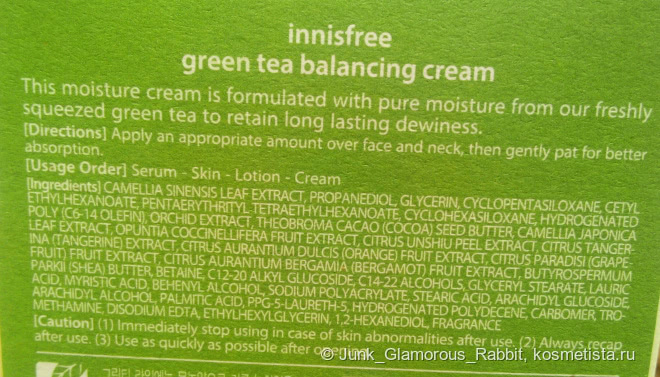 innisfree
green tea balancing cream
This moisture cream is formulated with pure moisture from our freshly
squeezed green tea to retain long lasting dewiness.
[Directions] Apply an appropriate amount over face and neck, then gently pat for better
absorption.
[Usage Order] Serum - Skin - Lotion - Cream
[Ingredients] CAMELLIA SINENSIS LEAF EXTRACT, PROPANEDIOL, GLYCERIN, CYCLOPENTASILOXANE, CETYL
ETHYLHEXANOATE, PENTAERYTHRITYL TETRAETHYLHEXANOATE, CYCLOHEXASILOXANE, HYDROGENATED
POLY (C6-14 OLEFIN), ORCHID EXTRACT, THEOBROMA CACAO (COCOA) SEED BUTTER, CAMELLIA JAPONICA
LEAF EXTRACT, OPUNTIA COCCINELLIFERA FRUIT EXTRACT, CITRUS UNSHIU PEEL EXTRACT, CITRUS TANGER-
INA (TANGERINE) EXTRACT, CITRUS AURANTIUM DULCIS (ORANGE) FRUIT EXTRACT, CITRUS PARADISI (GRAPE-
FRUIT) FRUIT EXTRACT, CITRUS AURANTIUM BERGAMIA (BERGAMOT) FRUIT EXTRACT, BUTYROSPERMUM
PARKII (SHEA) BUTTER, BETAINE, C12-20 ALKYL GLUCOSIDE, C14-22 ALCOHOLS, GLYCERYL STEARATE, LAURIC
ACID, MYRISTIC ACID, BEHENYL ALCOHOL, SODIUM POLYACRYLATE, STEARIC ACID, ARACHIDYL GLUCOSIDE,
ARACHIDYL ALCOHOL, PALMITIC ACID, PPG-5-LAURETH-5, HYDROGENATED POLYDECENE, CARBOMER, TRO-
METHAMINE, DISODIUM EDTA, ETHYLHEXYLGLYCERIN, 1,2-HEXANEDIOL, FRAGRANCE
[Caution] (1) Immediately stop using in case of skin abnormalities after use. (2) Always recap
after use. (3) Use as quickly as possible after opening.
© Junk_Glamorous_Rabbit, kosmetista.ru